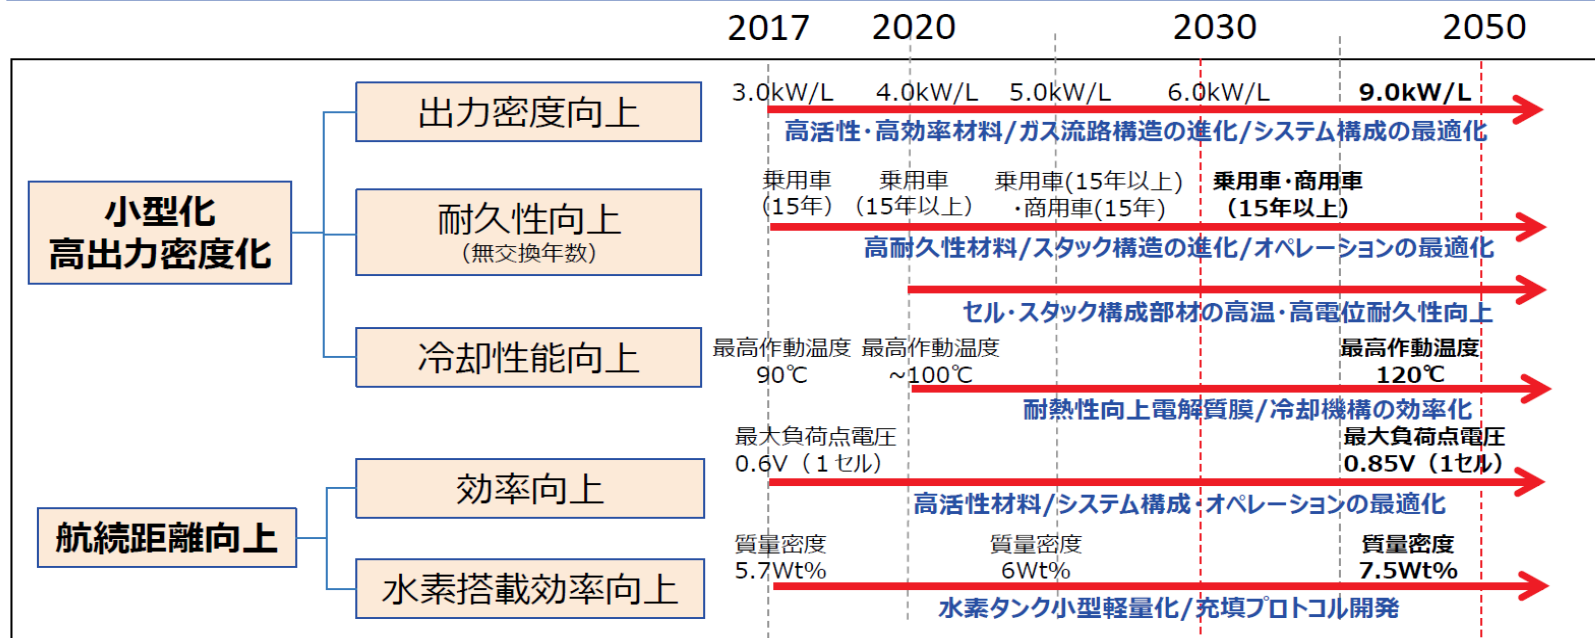 2017 2020 2030 2050
小型化
高出力密度化
出力密度向上
3.0kW/L 4.0kW/L 5.0kW/L 6.0kW/L 9.0kW/L
高活性・高効率材料/ガス流路構造の進化/システム構成の最適化
耐久性向上
(無交換年数)
乗用車 乗用車 乗用車(15年以上) 乗用車・商用車
(15年) (15年以上) ・商用車(15年) (15年以上)
高耐久性材料/スタック構造の進化/オペレーションの最適化
セル・スタック構成部材の高温・高電位耐久性向上
冷却性能向上
最高作動温度 最高作動温度 最高作動温度
90℃ ~100℃ 120℃
耐熱性向上電解質膜/冷却機構の効率化
航続距離向上
効率向上
最大負荷点電圧 最大負荷点電圧
0.6V（１セル） 0.85V（1セル）
高活性材料/システム構成・オペレーションの最適化
水素搭載効率向上
質量密度 質量密度 質量密度
5.7Wt% 6Wt% 7.5Wt%
水素タンク小型軽量化/充填プロトコル開発